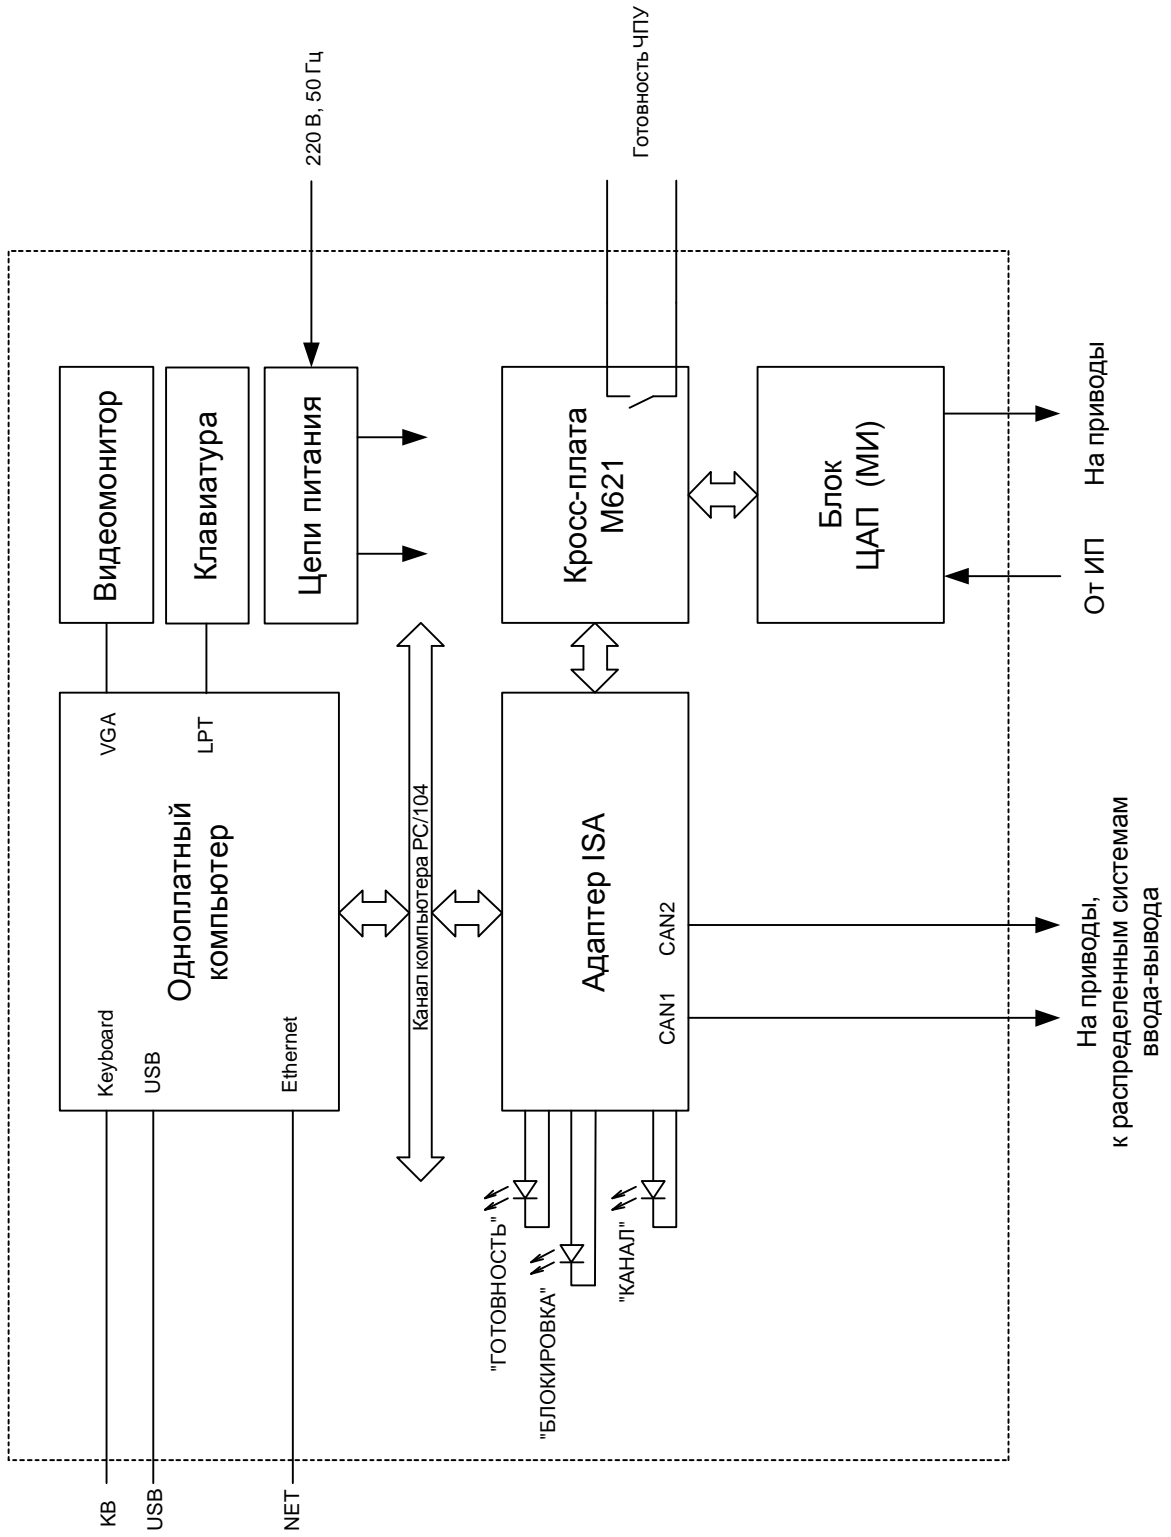 KB
USB
NET
Keyboard
USB
Ethernet
Одноплатный
компьютер
VGA
LPT
Видеомонитор
Клавиатура
Цепи питания
220 В, 50 Гц
Канал компьютера PC/104
"ГОТОВНОСТЬ"
"БЛОКИРОВКА"
"КАНАЛ"
Адаптер ISA
CAN1
CAN2
Кросс-плата
М621
Готовность ЧПУ
Блок
ЦАП (МИ)
На приводы,
к распределенным системам
ввода-вывода
От ИП
На приводы